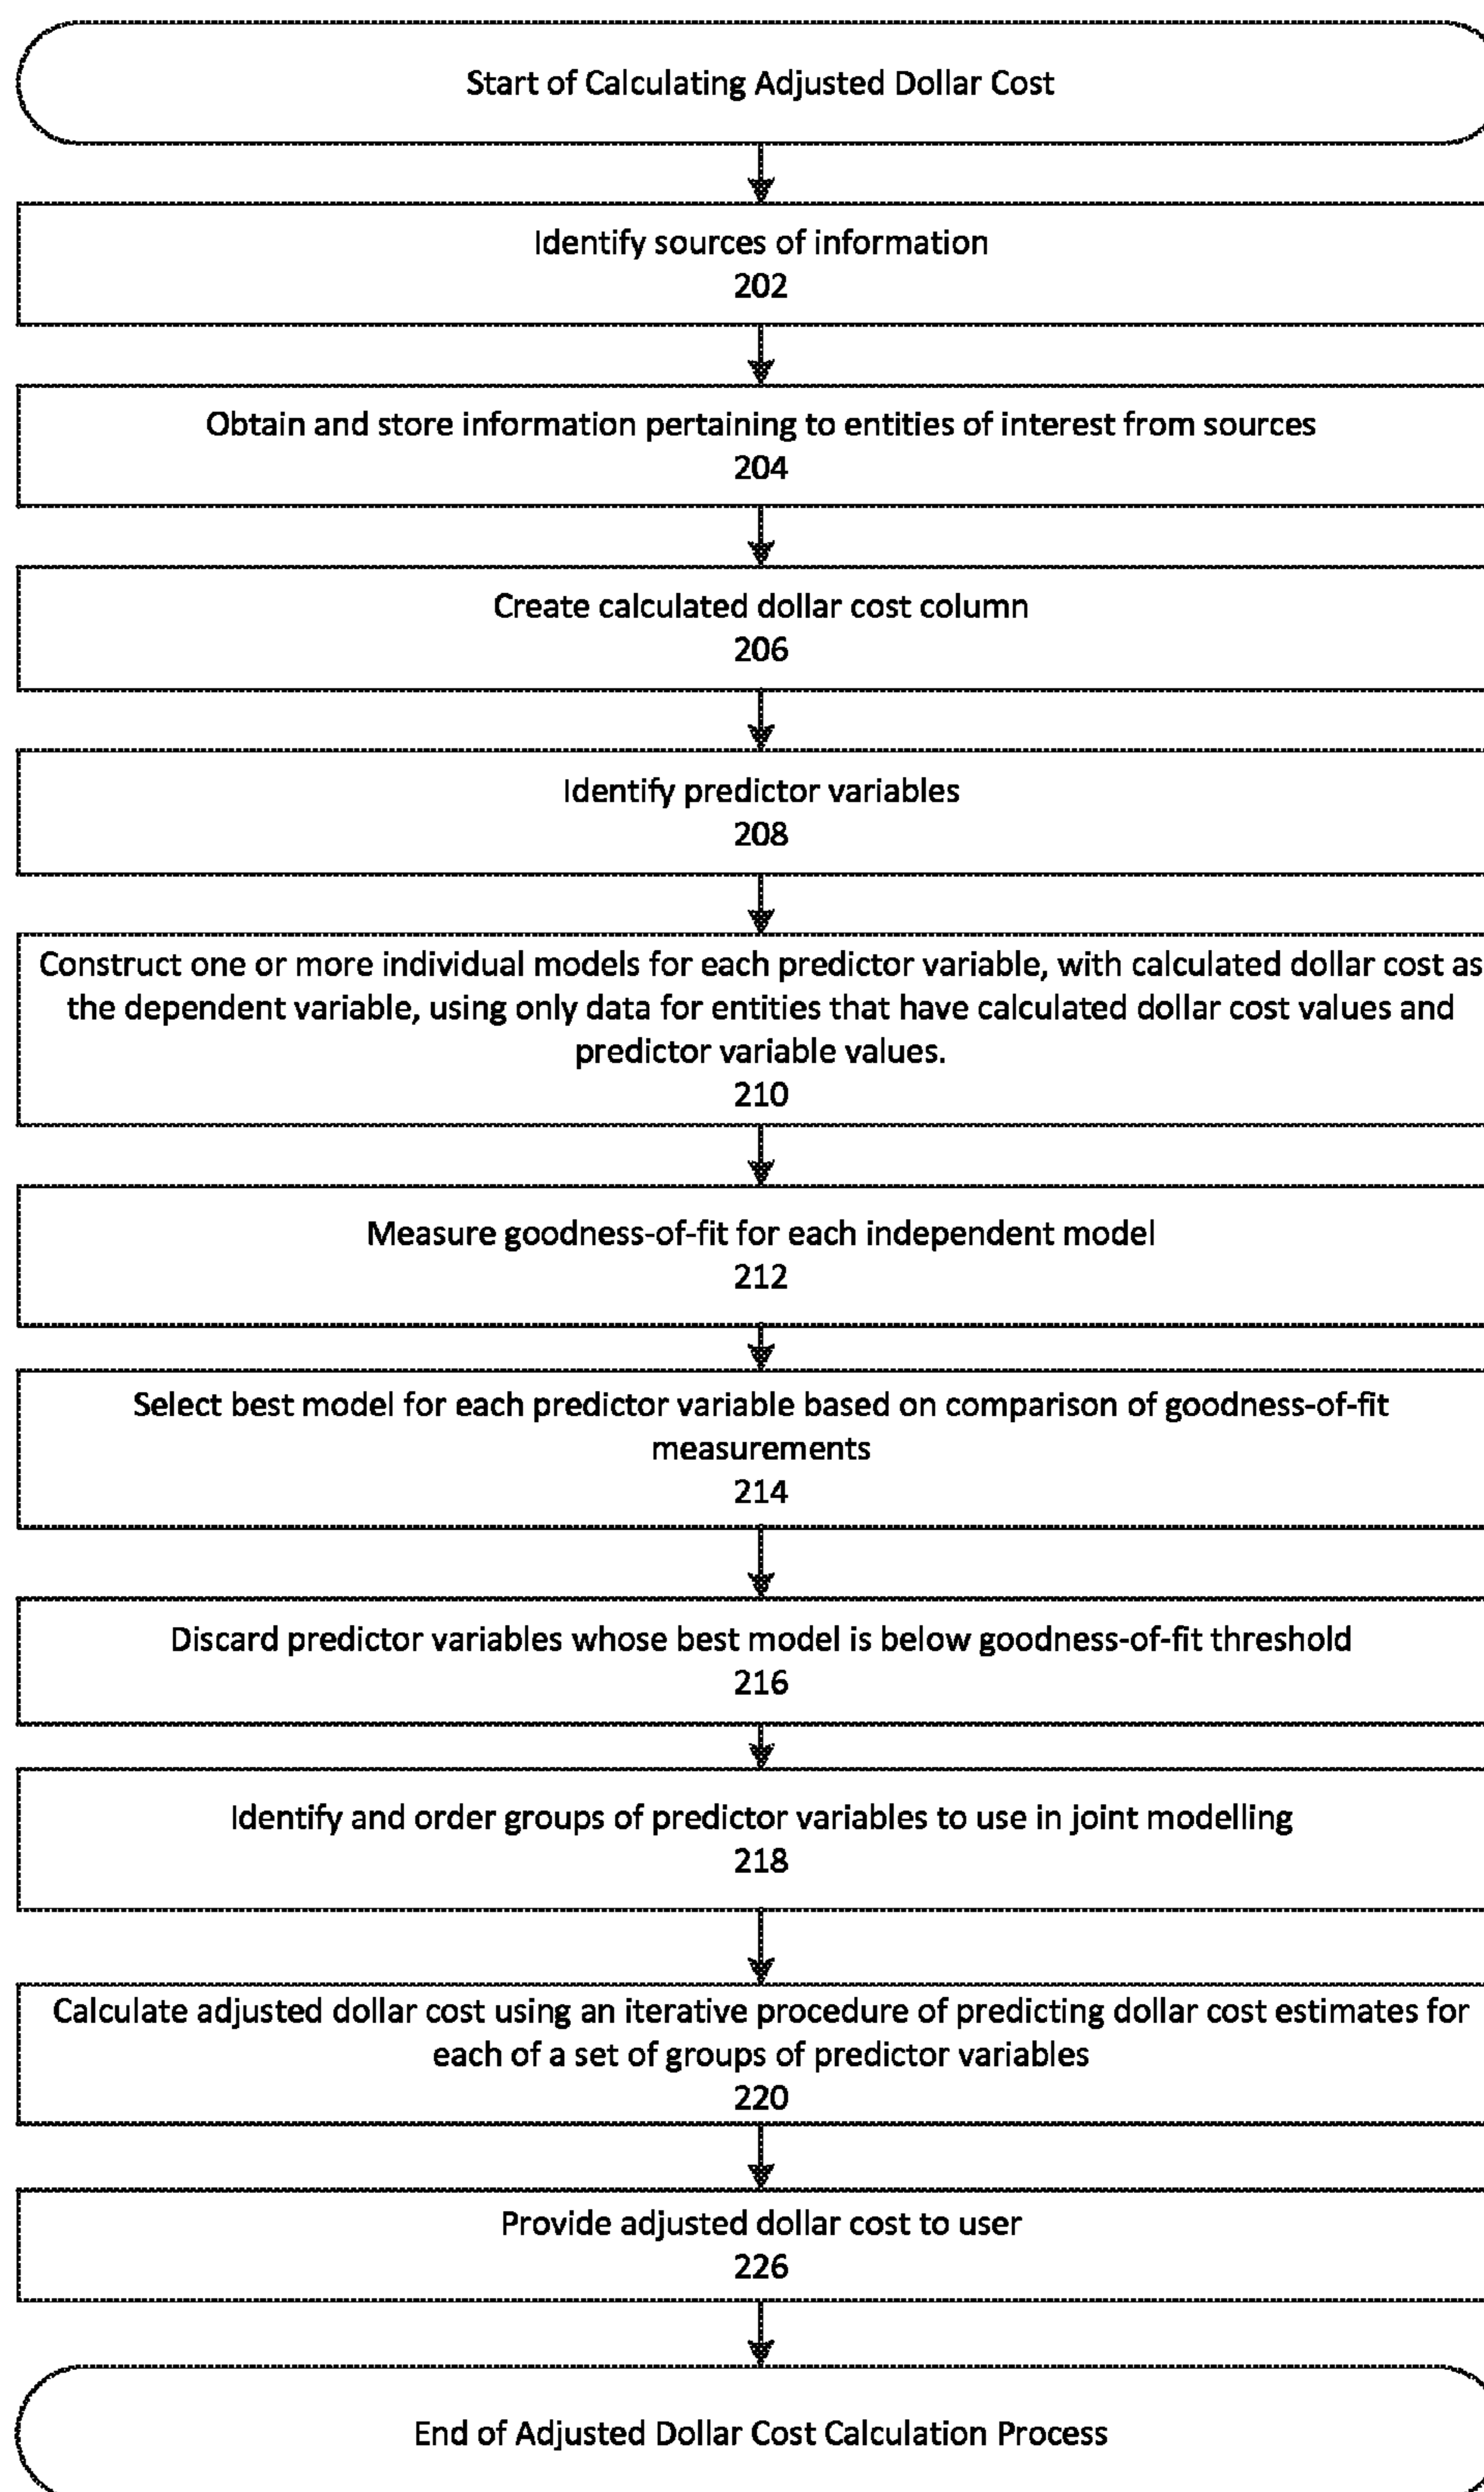 Start of Calculating Adjusted Dollar Cost
Identify sources of information
202
Obtain and store information pertaining to entities of interest from sources
204
Create calculated dollar cost column
206
Identify predictor variables
208
Construct one or more individual models for each predictor variable, with calculated dollar cost as
the dependent variable, using only data for entities that have calculated dollar cost values and
predictor variable values.
210
Measure goodness-of-fit for each independent model
212
Select best model for each predictor variable based on comparison of goodness-of-fit
measurements
214
Discard predictor variables whose best model is below goodness-of-fit threshold
216
Identify and order groups of predictor variables to use in joint modelling
218
Calculate adjusted dollar cost using an iterative procedure of predicting dollar cost estimates for
each of a set of groups of predictor variables
220
Provide adjusted dollar cost to user
226
End of Adjusted Dollar Cost Calculation Process